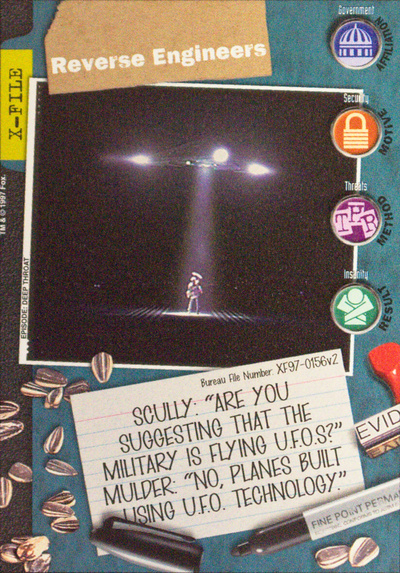 Reverse Engineers
X-FILE
TM & © 1997 Fox.
EPISODE: DEEP THROAT
Government
AFFILIATION
Security
MOTIVE
Threats
TPR
METHOD
Insanity
RESULT
Bureau File Number: XF97-0156v2
SCULLY: "ARE YOU
SUGGESTING THAT THE
MILITARY IS FLYING U.F.O.S?"
MULDER: "NO, PLANES BUILT
USING U.F.O. TECHNOLOGY."
EVID
FINE POINT PERMA